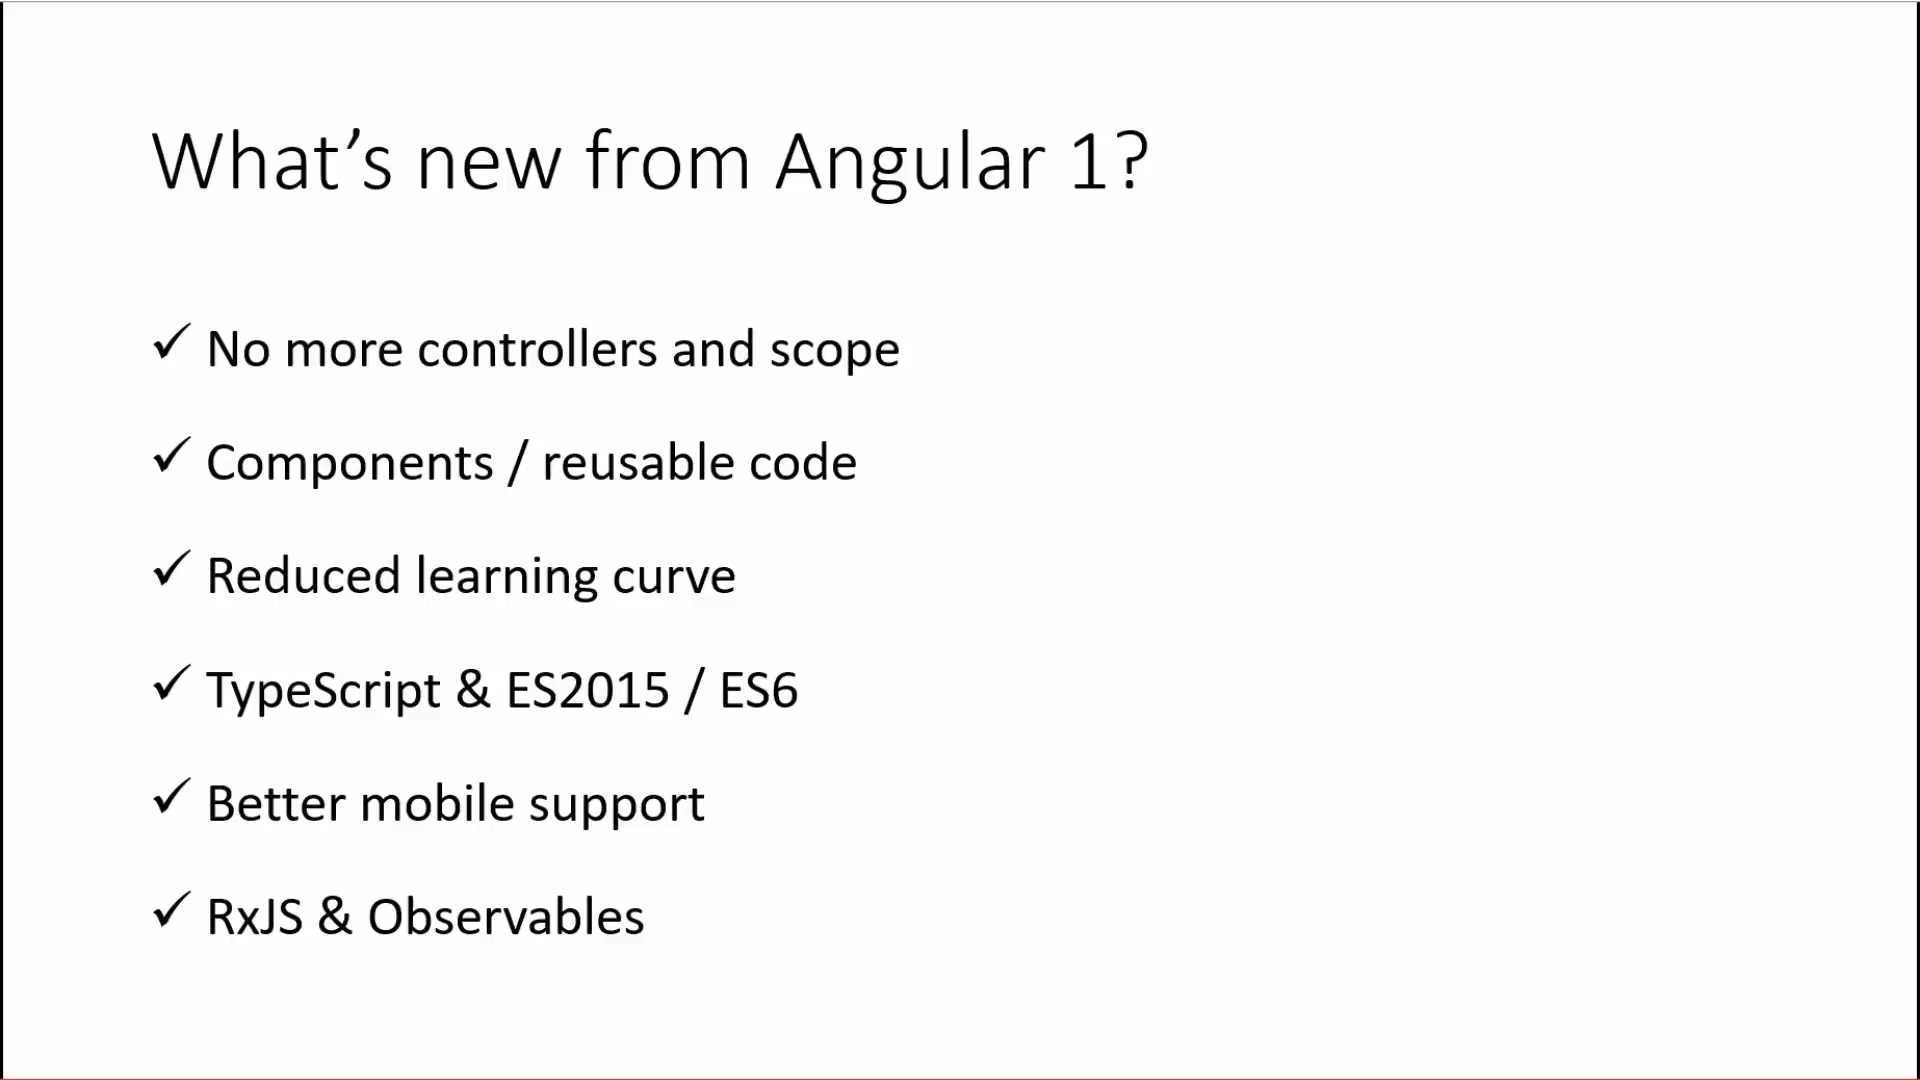 What’s new from Angular 1?
✓ No more controllers and scope
✓ Components / reusable code
✓ Reduced learning curve
✓ TypeScript & ES2015 / ES6
✓ Better mobile support
✓ RxJS & Observables